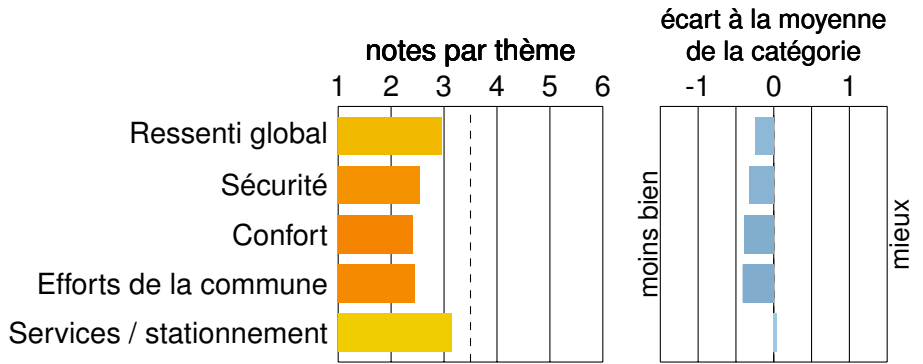 notes par thème
1 2 3 4 5 6
Ressenti global
Sécurité
Confort
Efforts de la commune
Services / stationnement
écart à la moyenne
de la catégorie
-1 0 1
moins bien
mieux